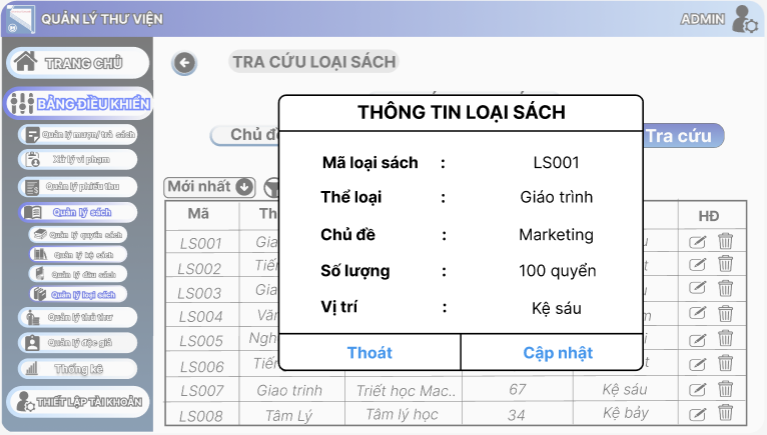 QUẢN LÝ THƯ VIỆN
ADMIN
TRANG CHỦ
TRA CỨU LOẠI SÁCH
BẢNG ĐIỀU KHIỂN
Quản lý mượn/ trả sách
Xử lý vi phạm
Quản lý phiếu thu
Quản lý sách
Quản lý quyển sách
Quản lý kệ sách
Quản lý đầu sách
Quản lý loại sách
Quản lý thủ thư
Quản lý độc giả
Thống kê
THIẾT LẬP TÀI KHOẢN
Chủ đ
Tra cứu
Mới nhất
Mã Th HĐ
LS001 Gia
LS002 Tiể
LS003 Gia
LS004 Văn
LS005 Ngh
LS006 Tiể
LS007 Giao trinh Triết học Mac.. 67 Kệ sáu
LS008 Tâm Lý Tâm lý học 34 Kệ bảy
THÔNG TIN LOẠI SÁCH
Mã loại sách : LS001
Thể loại : Giáo trình
Chủ đề : Marketing
Số lượng : 100 quyển
Vị trí : Kệ sáu
Thoát Cập nhật